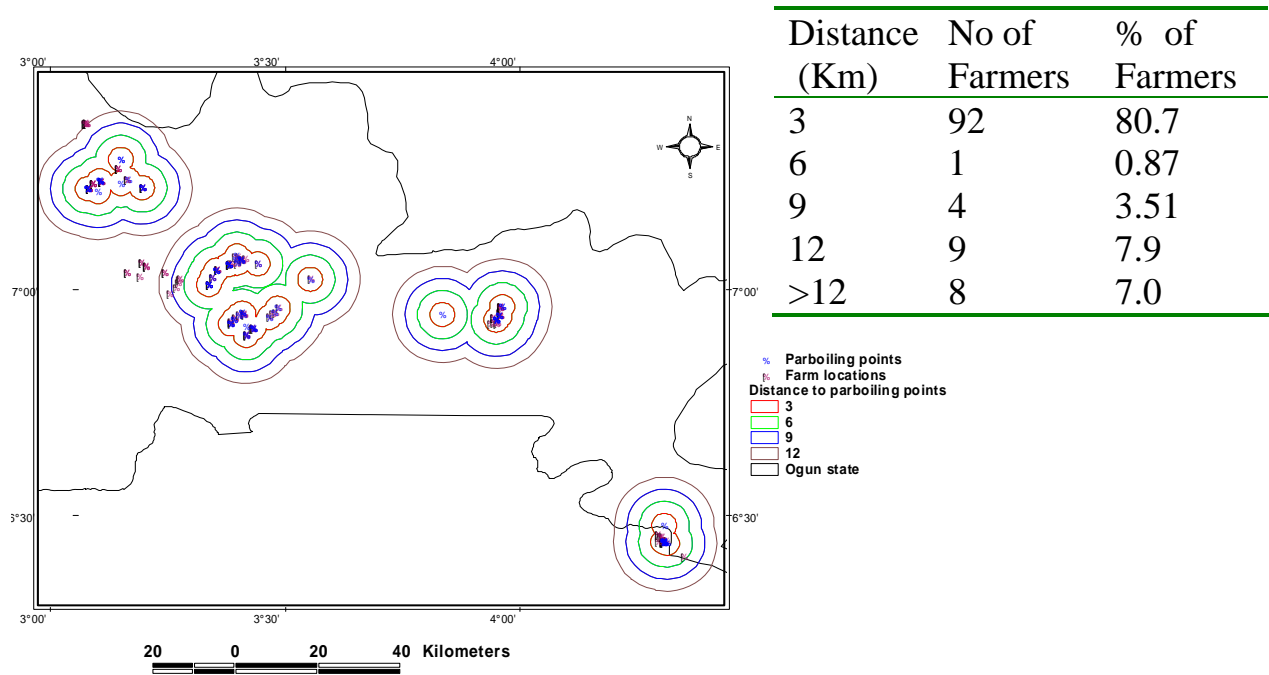 3°00' 3°30' 4°00'
N
W E
S
7°00' 7°00'
6°30' 6°30'
3°00' 3°30' 4°00'
20 0 20 40 Kilometers
Distance No of % of
(Km) Farmers Farmers
3 92 80.7
6 1 0.87
9 4 3.51
12 9 7.9
>12 8 7.0
% Parboiling points
% Farm locations
Distance to parboiling points
3
6
9
12
Ogun state